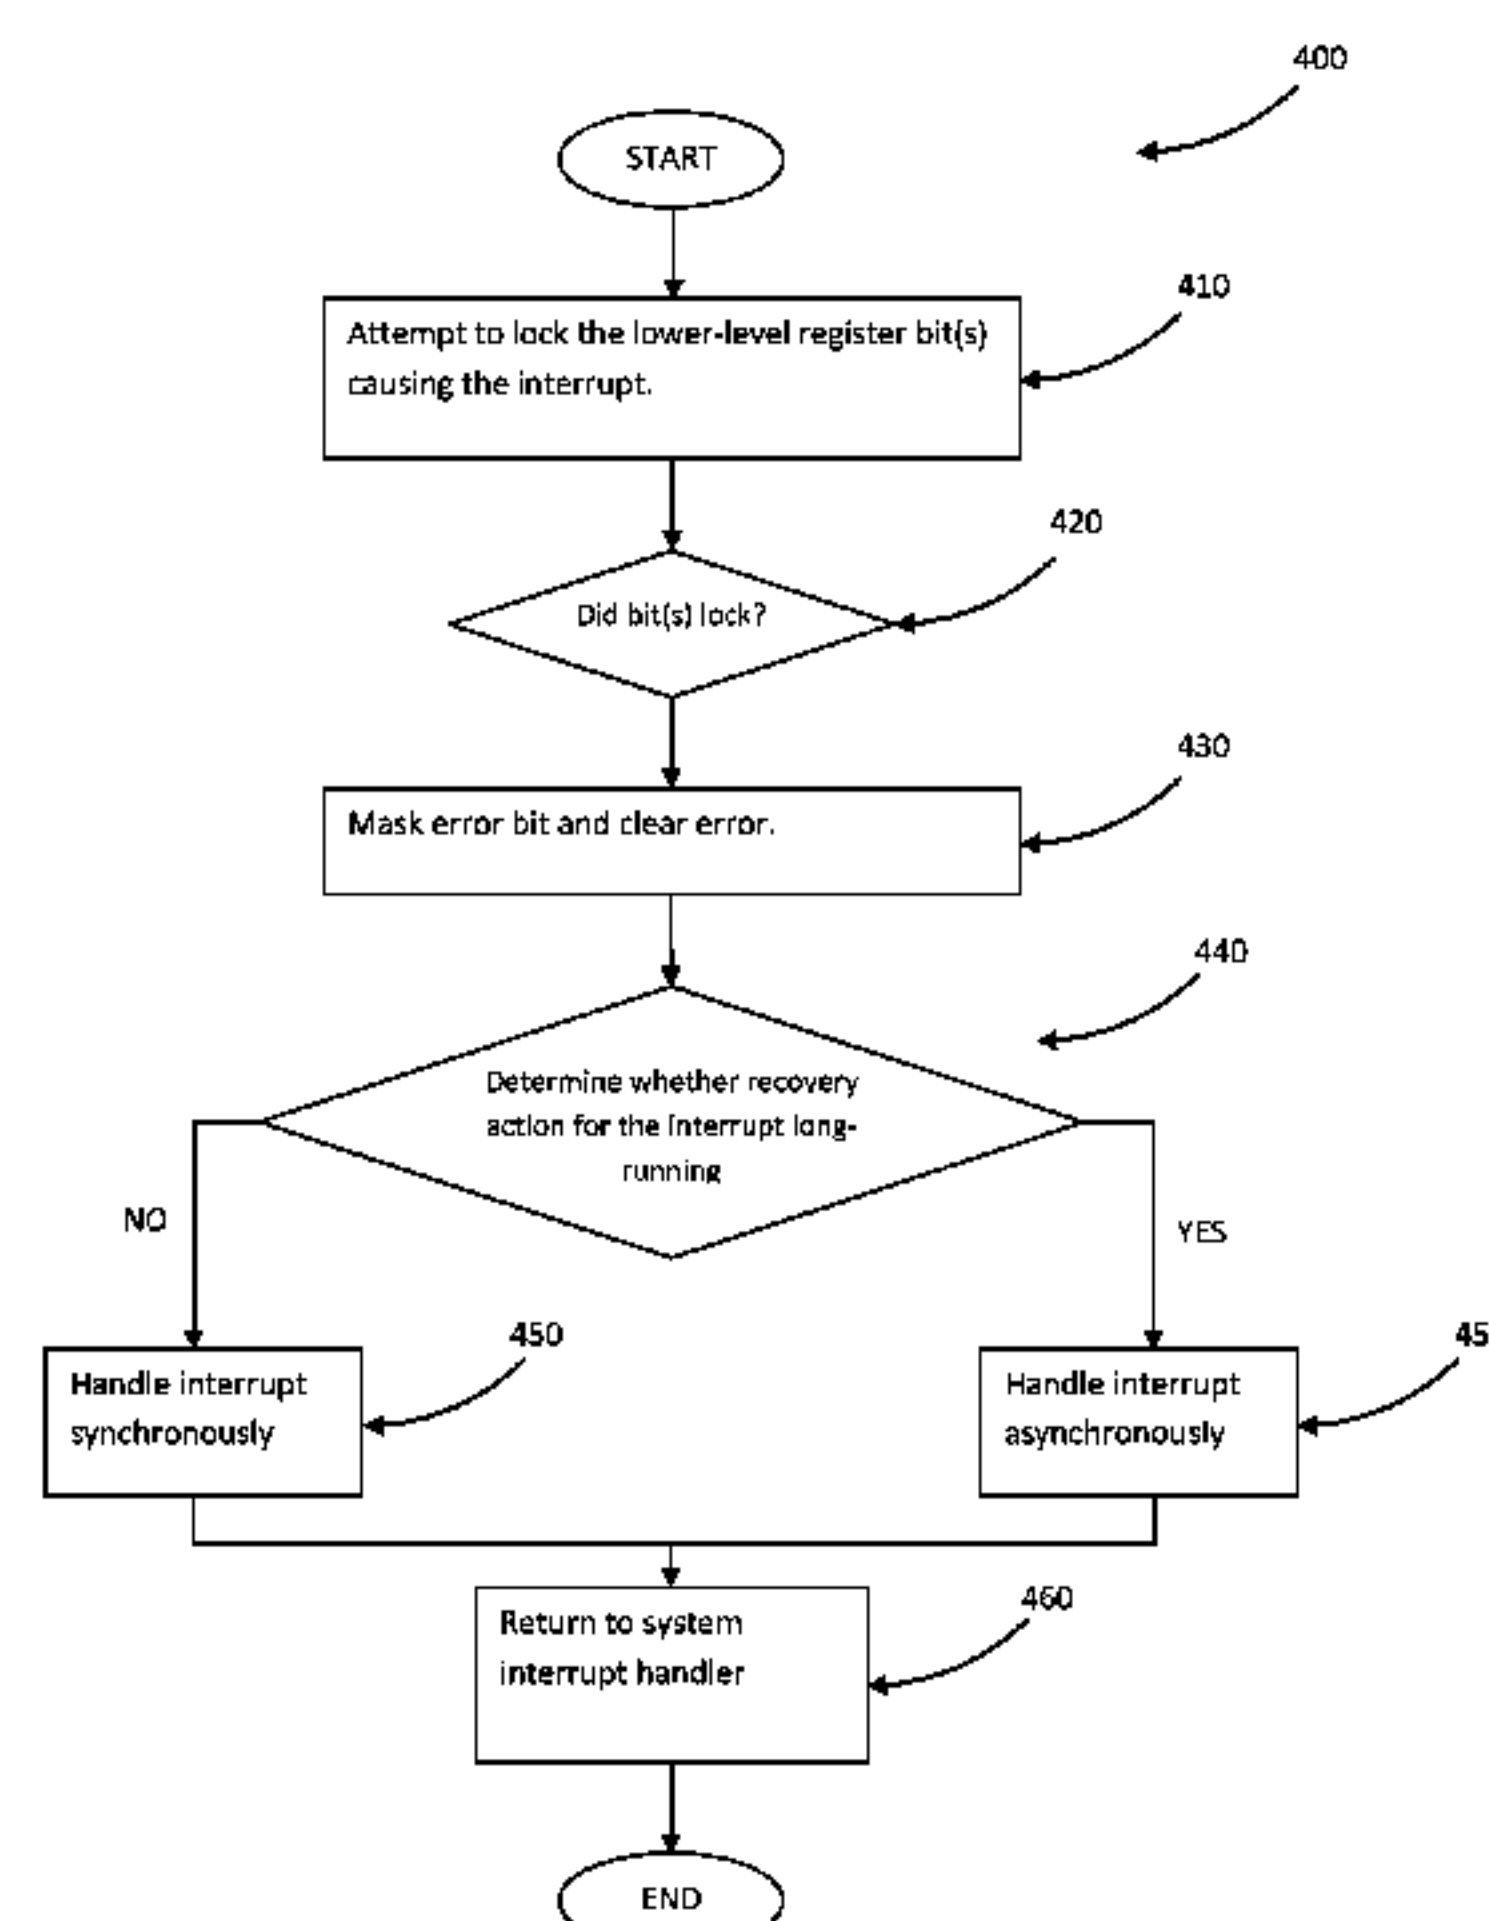 400
START
410
Attempt to lock the lower-level register bit(s)
causing the interrupt.
420
Did bit(s) lock?
430
Mask error bit and clear error.
440
Determine whether recovery
action for the interrupt long-
running
NO
YES
450
45
Handle interrupt
synchronously
Handle interrupt
asynchronously
460
Return to system
interrupt handler
END